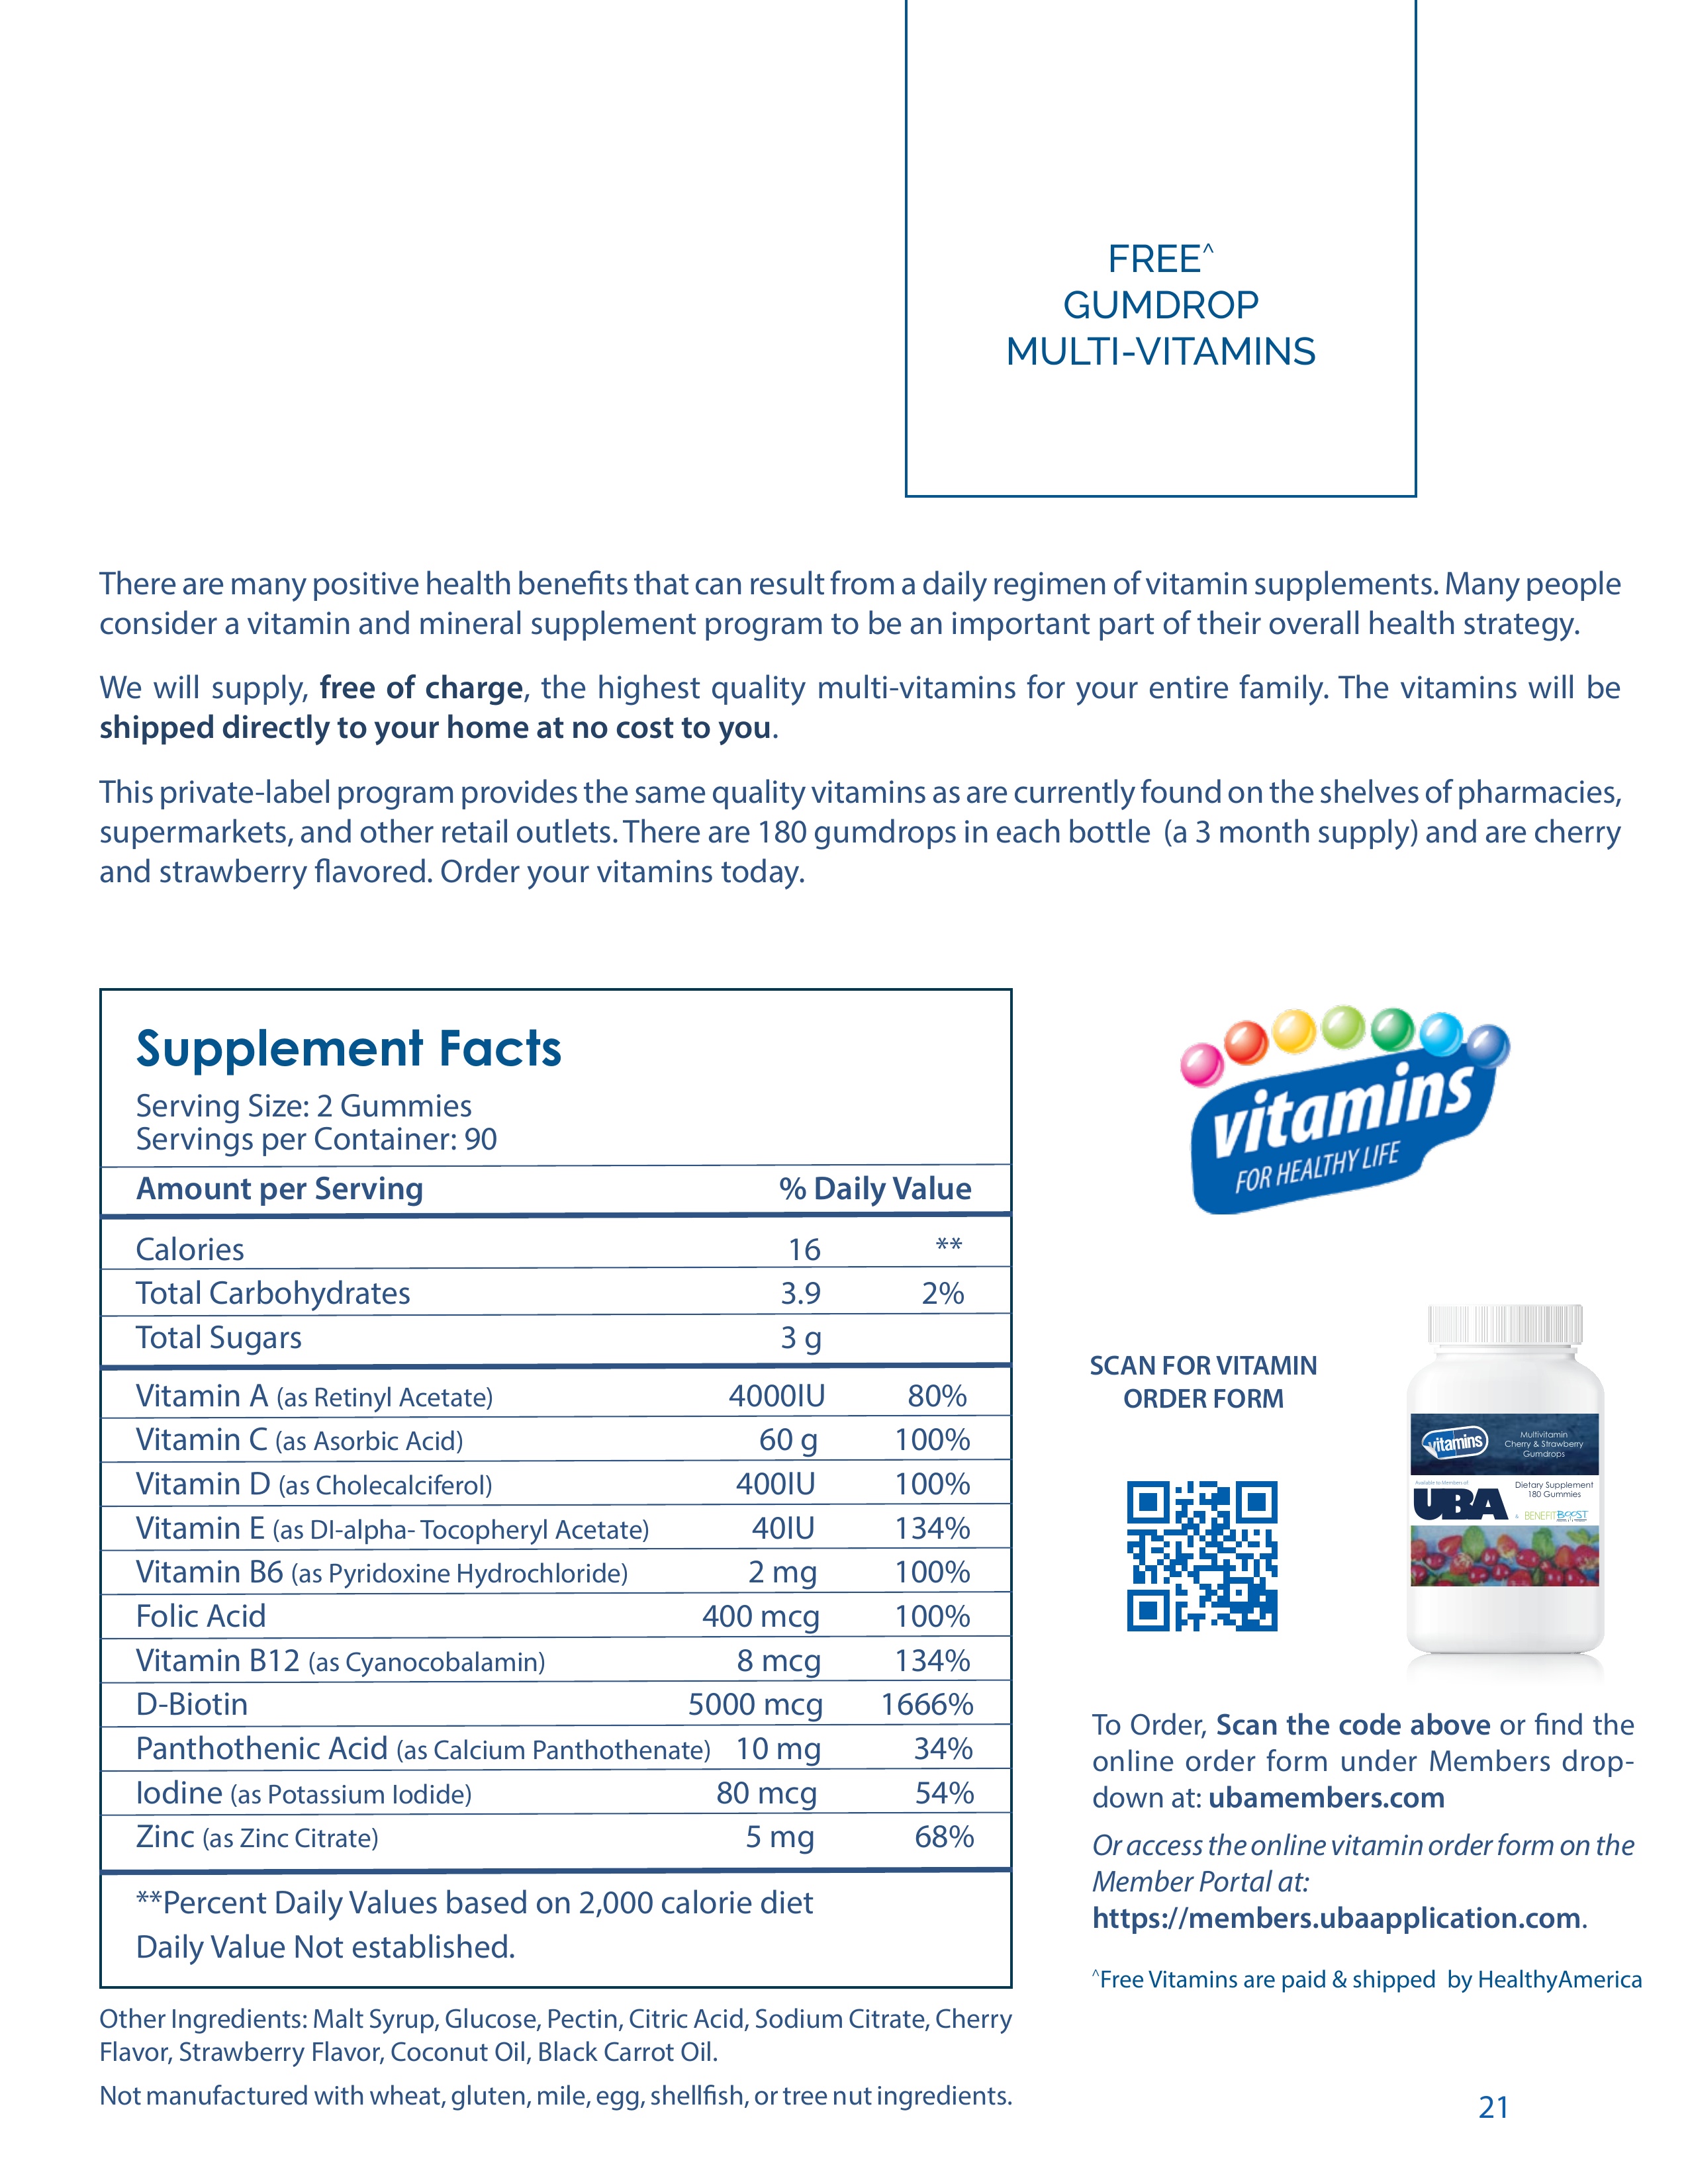 FREE^
GUMDROP
MULTI-VITAMINS
There are many positive health benefits that can result from a daily regimen of vitamin supplements. Many people
consider a vitamin and mineral supplement program to be an important part of their overall health strategy.
We will supply, free of charge, the highest quality multi-vitamins for your entire family. The vitamins will be
shipped directly to your home at no cost to you.
This private-label program provides the same quality vitamins as are currently found on the shelves of pharmacies,
supermarkets, and other retail outlets. There are 180 gumdrops in each bottle (a 3 month supply) and are cherry
and strawberry flavored. Order your vitamins today.
Supplement Facts
Serving Size: 2 Gummies
Servings per Container: 90
Amount per Serving % Daily Value
Calories 16 **
Total Carbohydrates 3.9 2%
Total Sugars 3 g
Vitamin A (as Retinyl Acetate) 4000IU 80%
Vitamin C (as Asorbic Acid) 60 g 100%
Vitamin D (as Cholecalciferol) 400IU 100%
Vitamin E (as DI-alpha- Tocopheryl Acetate) 40IU 134%
Vitamin B6 (as Pyridoxine Hydrochloride) 2 mg 100%
Folic Acid 400 mcg 100%
Vitamin B12 (as Cyanocobalamin) 8 mcg 134%
D-Biotin 5000 mcg 1666%
Panthothenic Acid (as Calcium Panthothenate) 10 mg 34%
Iodine (as Potassium Iodide) 80 mcg 54%
Zinc (as Zinc Citrate) 5 mg 68%
**Percent Daily Values based on 2,000 calorie diet
Daily Value Not established.
Other Ingredients: Malt Syrup, Glucose, Pectin, Citric Acid, Sodium Citrate, Cherry
Flavor, Strawberry Flavor, Coconut Oil, Black Carrot Oil.
Not manufactured with wheat, gluten, mile, egg, shellfish, or tree nut ingredients.
vitamins
FOR HEALTHY LIFE
SCAN FOR VITAMIN
ORDER FORM
vitamins
Multivitamin
Cherry & Strawberry
Gumdrops
Available to Members of
UBA
Dietary Supplement
180 Gummies
& BENEFIT BOOST
To Order, Scan the code above or find the
online order form under Members drop-
down at: ubamembers.com
Or access the online vitamin order form on the
Member Portal at:
https://members.ubaapplication.com.
^Free Vitamins are paid & shipped by HealthyAmerica
21